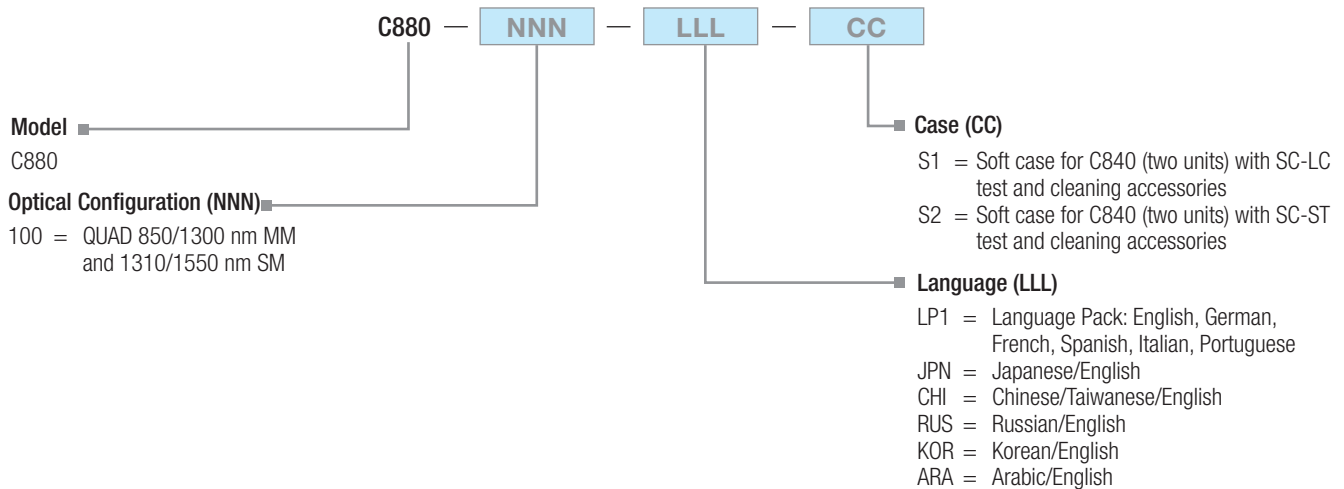 C880 — NNN — LLL — CC
Model
C880
Optical Configuration (NNN)
100 = QUAD 850/1300 nm MM
and 1310/1550 nm SM
Case (CC)
S1 = Soft case for C840 (two units) with SC-LC
test and cleaning accessories
S2 = Soft case for C840 (two units) with SC-ST
test and cleaning accessories
Language (LLL)
LP1 = Language Pack: English, German,
French, Spanish, Italian, Portuguese
JPN = Japanese/English
CHI = Chinese/Taiwanese/English
RUS = Russian/English
KOR = Korean/English
ARA = Arabic/English